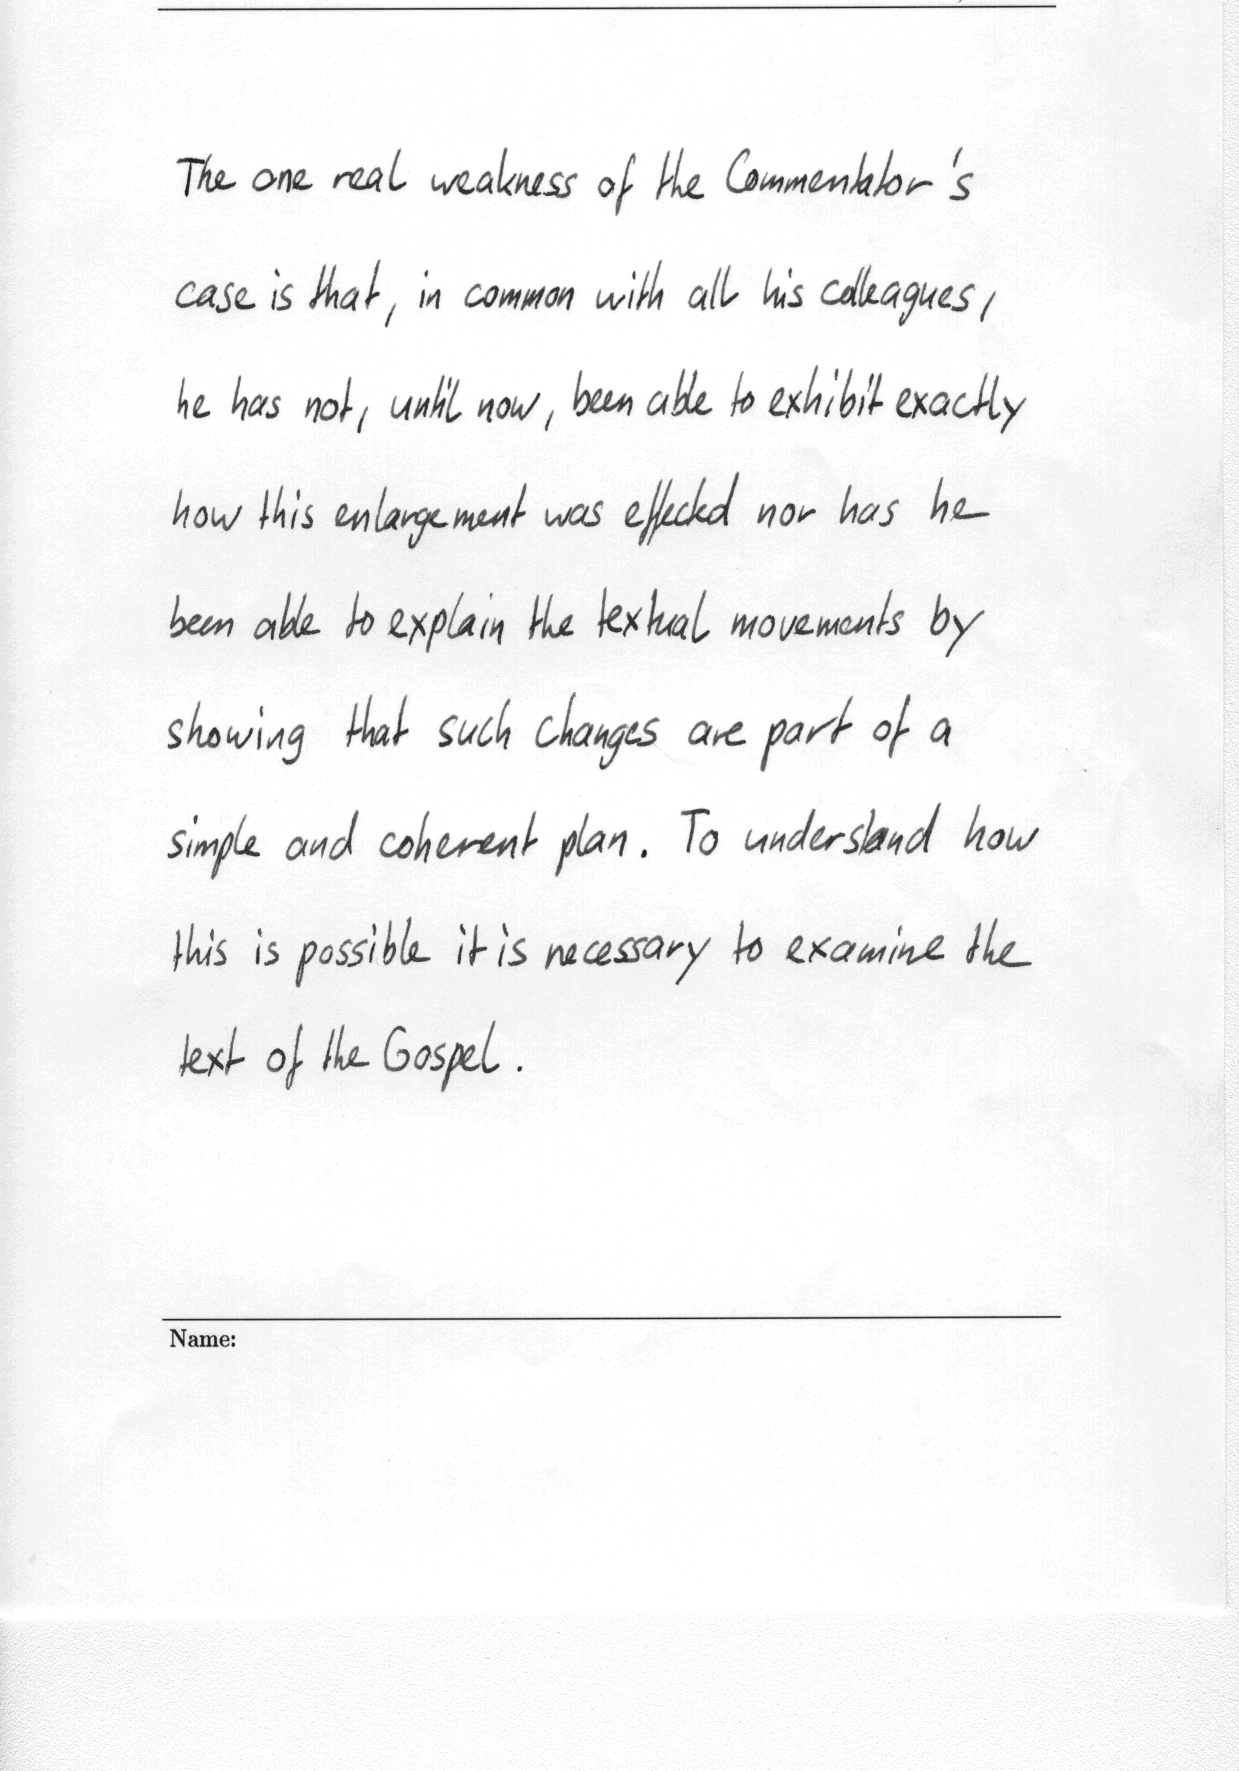 The one real weakness of the Commentator's
case is that, in common with all his colleagues,
he has not, until now, been able to exhibit exactly
how this enlargement was effected nor has he
been able to explain the textual movements by
showing that such changes are part of a
simple and coherent plan. To understand how
this is possible it is necessary to examine the
text of the Gospel.
Name: